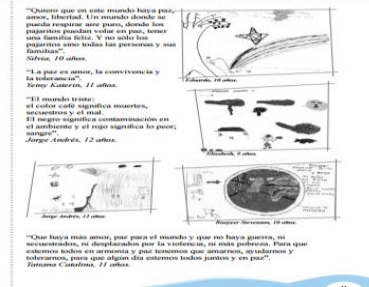 "Quiero que en este mundo haya paz,
amor, libertad. Un mundo donde se
pueda respirar aire puro, donde los
pajaritos puedan volar en paz, tener
una familia feliz. Y no sólo los
pajaritos sino todas las personas y sus
familias".
Silvia, 10 años.
Eduardo, 10 años.
"La paz es amor, la convivencia y
la tolerancia".
Teiny Katerin, 11 años.
"El mundo triste:
el color café significa muertes,
secuestros y el mal.
El negro significa contaminación en
el ambiente y el rojo significa lo peor;
sangre".
Jorge Andrés, 12 años.
Elizabeth, 9 años.
Jorge Andrés, 12 años.
10 años.
"Que haya más amor, paz para el mundo y que no haya guerra, ni
secuestrados, ni desplazados por la violencia, ni más pobreza. Para que
estemos todos en armonía y paz tenemos que amarnos, ayudarnos y
tolerarnos, para que algún día estemos todos juntos y en paz".
Tatiana Catalina, 11 años.